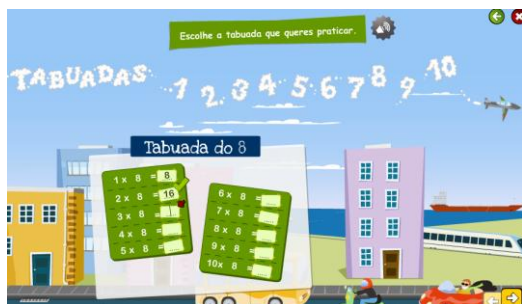 Escolhe a tabuada que queres praticar.
TABUADAS 1 2 3 4 5 6 7 8 9 10
Tabuada do 8
1 x 8 = 8
2 x 8 = 16
3 x 8 = 1
4 x 8 = ...
5 x 8 = ...
6 x 8 = ...
7 x 8 = ...
8 x 8 = ...
9 x 8 = ...
10 x 8 = ...